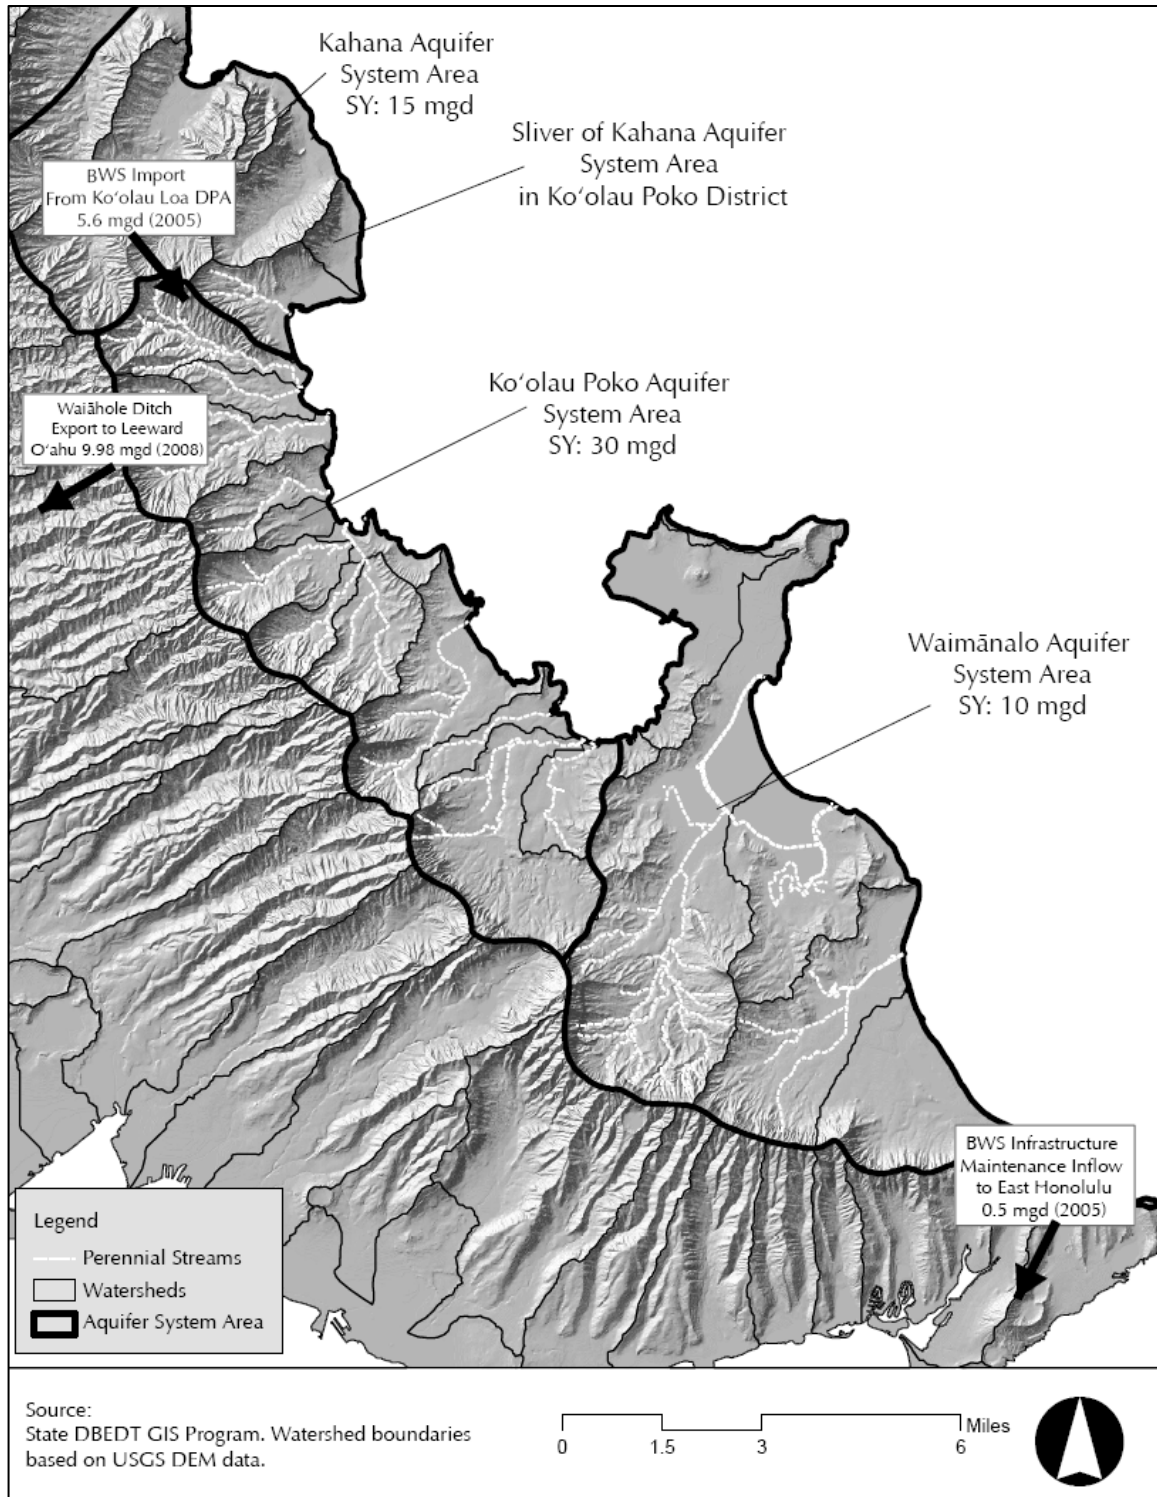 Kahana Aquifer
System Area
SY: 15 mgd
Sliver of Kahana Aquifer
System Area
in Koʻolau Poko District
BWS Import
From Koʻolau Loa DPA
5.6 mgd (2005)
Koʻolau Poko Aquifer
System Area
SY: 30 mgd
Waiāhole Ditch
Export to Leeward
Oʻahu 9.98 mgd (2008)
Waimānalo Aquifer
System Area
SY: 10 mgd
BWS Infrastructure
Maintenance Inflow
to East Honolulu
0.5 mgd (2005)
Legend
Perennial Streams
Watersheds
Aquifer System Area
Source:
State DBEDT GIS Program. Watershed boundaries
based on USGS DEM data.
Miles
0 1.5 3 6